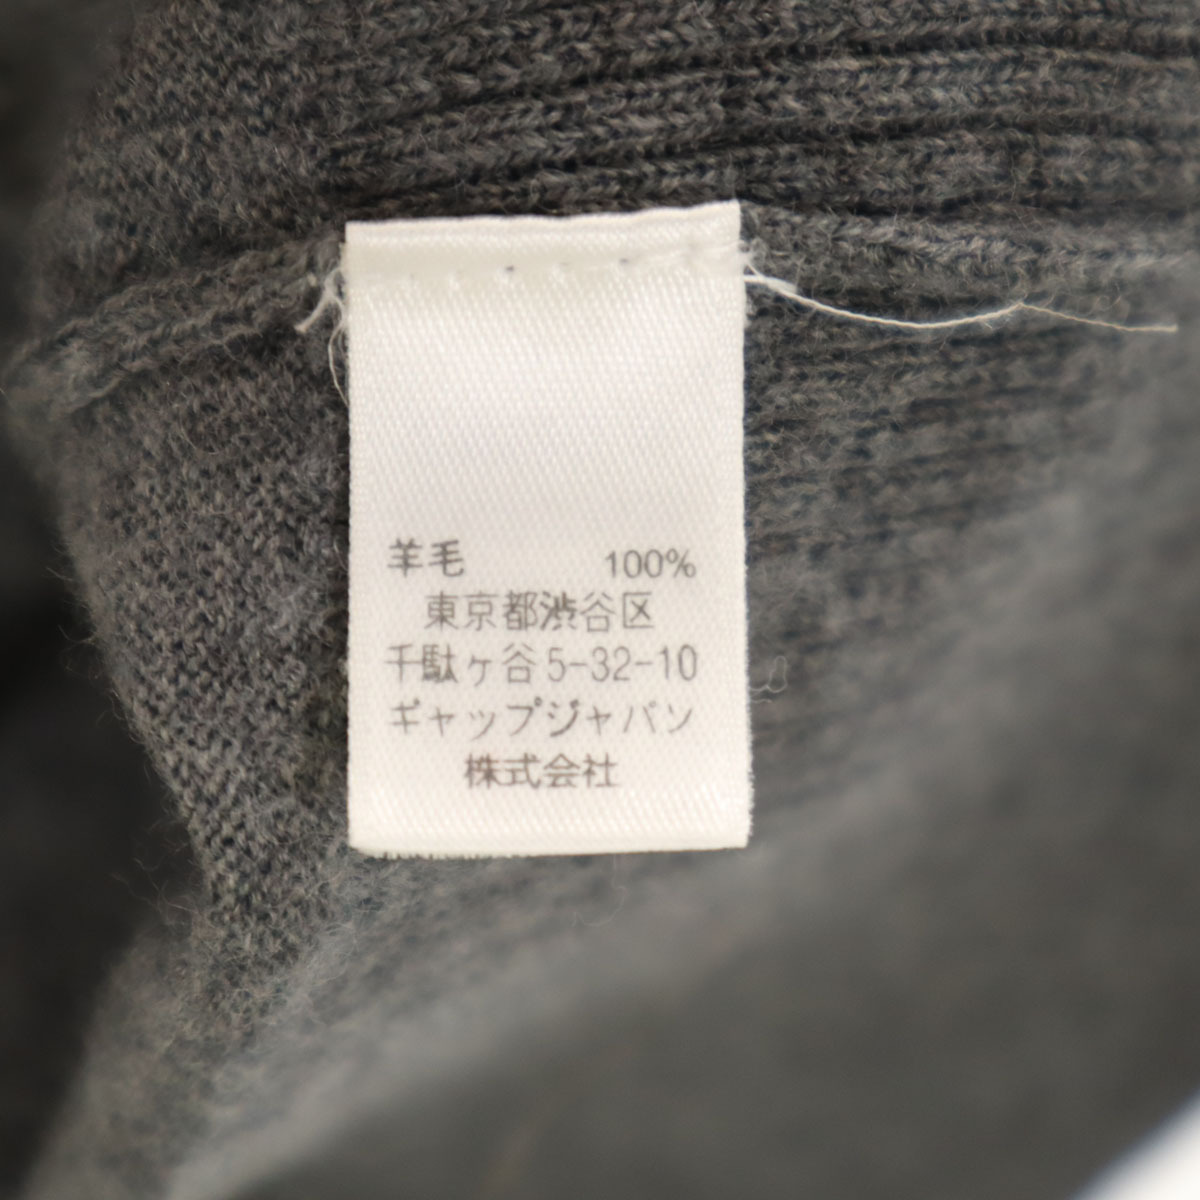 羊毛 100%
東京都渋谷区
千駄ヶ谷5-32-10
ギャップジャパン
株式会社